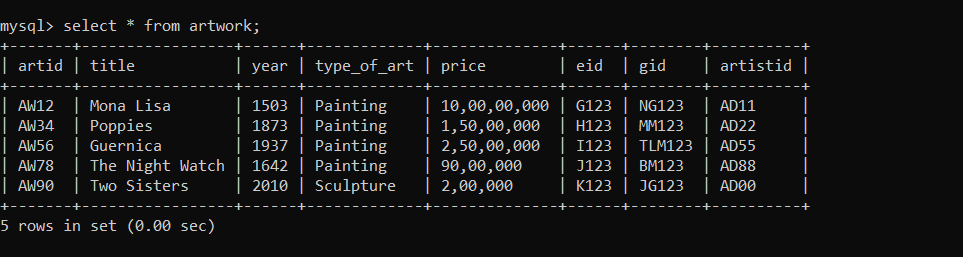 mysql> select * from artwork;
+-------+-----------------+------+-------------+--------------+------+--------+----------+
| artid | title           | year | type_of_art | price        | eid  | gid    | artistid |
+-------+-----------------+------+-------------+--------------+------+--------+----------+
| AW12  | Mona Lisa       | 1503 | Painting    | 10,00,00,000 | G123 | NG123  | AD11     |
| AW34  | Poppies         | 1873 | Painting    | 1,50,00,000  | H123 | MM123  | AD22     |
| AW56  | Guernica        | 1937 | Painting    | 2,50,00,000  | I123 | TLM123 | AD55     |
| AW78  | The Night Watch | 1642 | Painting    | 90,00,000    | J123 | BM123  | AD88     |
| AW90  | Two Sisters     | 2010 | Sculpture   | 2,00,000     | K123 | JG123  | AD00     |
+-------+-----------------+------+-------------+--------------+------+--------+----------+
5 rows in set (0.00 sec)